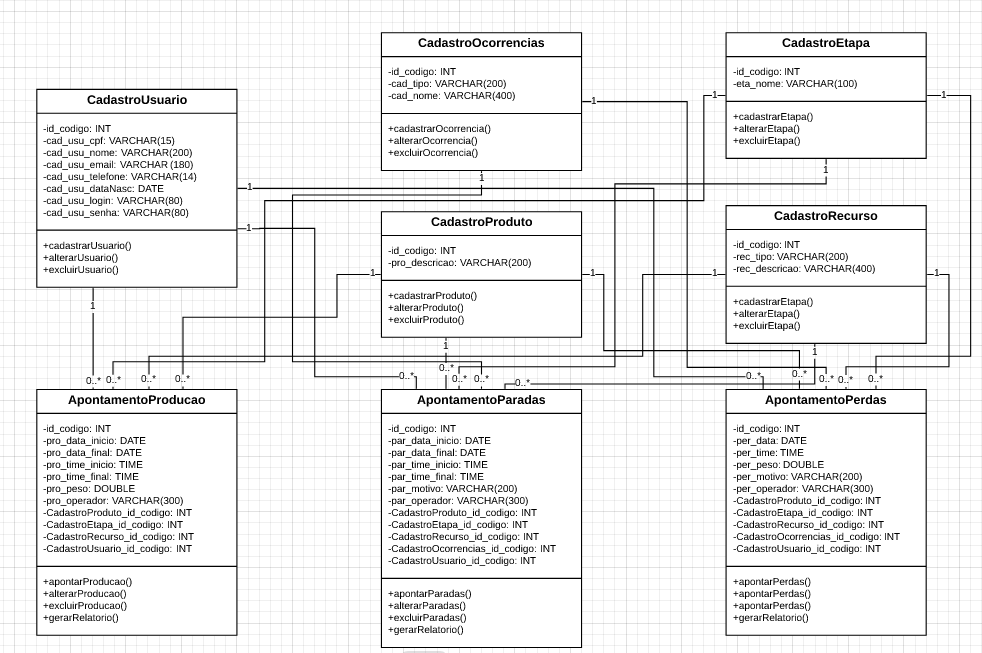 CadastroUsuario
-id_codigo: INT
-cad_usu_cpf: VARCHAR(15)
-cad_usu_nome: VARCHAR(200)
-cad_usu_email: VARCHAR (180)
-cad_usu_telefone: VARCHAR(14)
-cad_usu_dataNasc: DATE
-cad_usu_login: VARCHAR(80)
-cad_usu_senha: VARCHAR(80)
+cadastrarUsuario()
+alterarUsuario()
+excluirUsuario()
1
1
1
CadastroOcorrencias
-id_codigo: INT
-cad_tipo: VARCHAR(200)
-cad_nome: VARCHAR(400)
+cadastrarOcorrencia()
+alterarOcorrencia()
+excluirOcorrencia()
1
1
CadastroEtapa
-id_codigo: INT
-eta_nome: VARCHAR(100)
+cadastrarEtapa()
+alterarEtapa()
+excluirEtapa()
1
1
1
CadastroProduto
-id_codigo: INT
-pro_descricao: VARCHAR(200)
+cadastrarProduto()
+alterarProduto()
+excluirProduto()
1
1
1
CadastroRecurso
-id_codigo: INT
-rec_tipo: VARCHAR(200)
-rec_descricao: VARCHAR(400)
+cadastrarEtapa()
+alterarEtapa()
+excluirEtapa()
1
1
1
0..*
0..*
0..*
0..*
ApontamentoProducao
-id_codigo: INT
-pro_data_inicio: DATE
-pro_data_final: DATE
-pro_time_inicio: TIME
-pro_time_final: TIME
-pro_peso: DOUBLE
-pro_operador: VARCHAR(300)
-CadastroProduto_id_codigo: INT
-CadastroEtapa_id_codigo: INT
-CadastroRecurso_id_codigo: INT
-CadastroUsuario_id_codigo: INT
+apontarProducao()
+alterarProducao()
+excluirProducao()
+gerarRelatorio()
0..*
0..*
0..*
0..*
0..*
ApontamentoParadas
-id_codigo: INT
-par_data_inicio: DATE
-par_data_final: DATE
-par_time_inicio: TIME
-par_time_final: TIME
-par_motivo: VARCHAR(200)
-par_operador: VARCHAR(300)
-CadastroProduto_id_codigo: INT
-CadastroEtapa_id_codigo: INT
-CadastroRecurso_id_codigo: INT
-CadastroOcorrencias_id_codigo: INT
-CadastroUsuario_id_codigo: INT
+apontarParadas()
+alterarParadas()
+excluirParadas()
+gerarRelatorio()
0..*
0..*
0..*
0..*
0..*
ApontamentoPerdas
-id_codigo: INT
-per_data: DATE
-per_time: TIME
-per_peso: DOUBLE
-per_motivo: VARCHAR(200)
-per_operador: VARCHAR(300)
-CadastroProduto_id_codigo: INT
-CadastroEtapa_id_codigo: INT
-CadastroRecurso_id_codigo: INT
-CadastroOcorrencias_id_codigo: INT
-CadastroUsuario_id_codigo: INT
+apontarPerdas()
+apontarPerdas()
+apontarPerdas()
+gerarRelatorio()